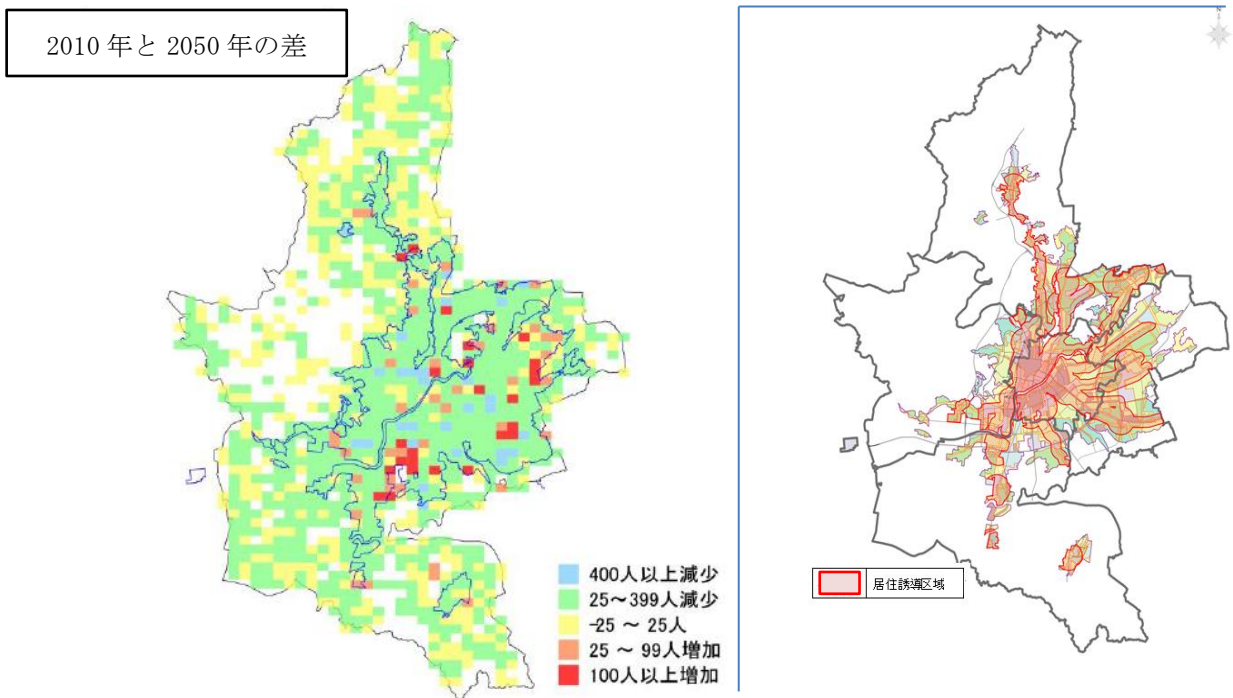 2010 年と 2050 年の差
N
400人以上減少
25～399人減少
-25 ～ 25人
25 ～ 99人増加
100人以上増加
居住誘導区域